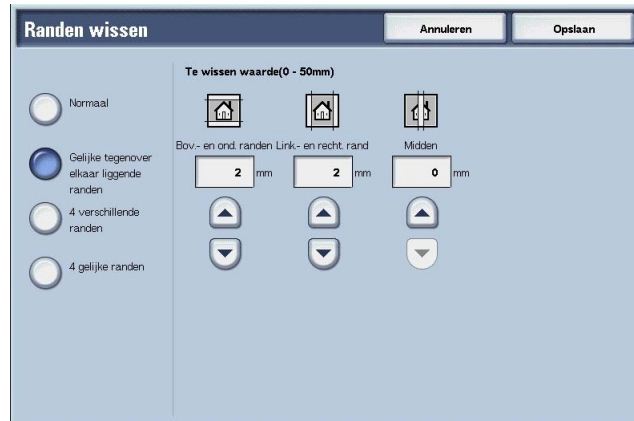 Randen wissen
Annuleren
Opslaan
Te wissen waarde(0 - 50mm)
Normaal
Gelijke tegenover
elkaar liggende
randen
4 verschillende
randen
4 gelijke randen
Bov.- en ond. randen
Link.- en recht. rand
Midden
2 mm
2 mm
0 mm